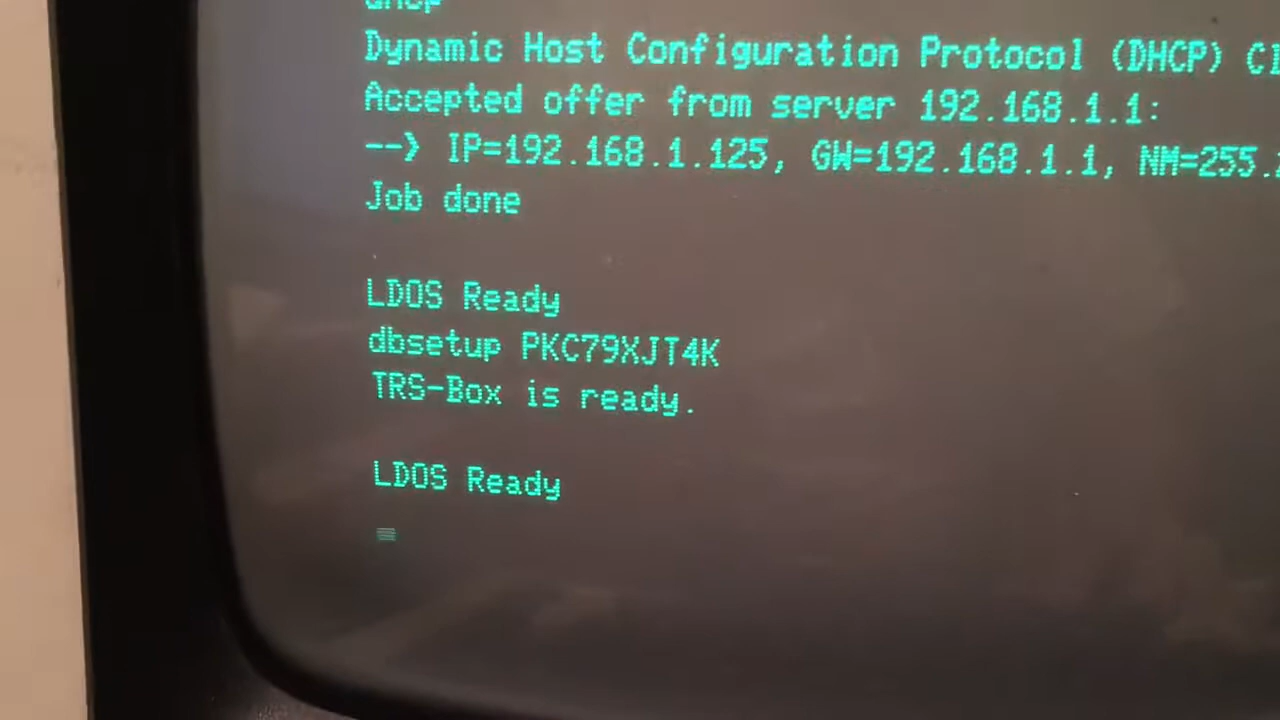 dhcp
Dynamic Host Configuration Protocol (DHCP)
Accepted offer from server 192.168.1.1:
--> IP=192.168.1.125, GW=192.168.1.1, NM=255.
Job done
LDOS Ready
dbsetup PKC79XJT4K
TRS-Box is ready.
LDOS Ready